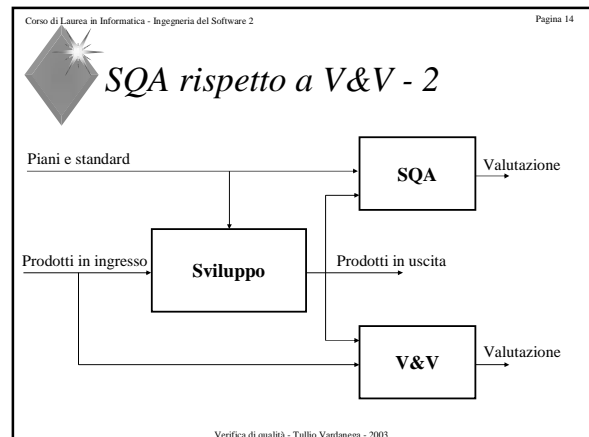 Corso di Laurea in Informatica - Ingegneria del Software 2
Pagina 14
SQA rispetto a V&V - 2
Piani e standard
SQA
Valutazione
Prodotti in ingresso
Sviluppo
Prodotti in uscita
V&V
Valutazione
Verifica di qualità - Tullio Vardanega - 2003